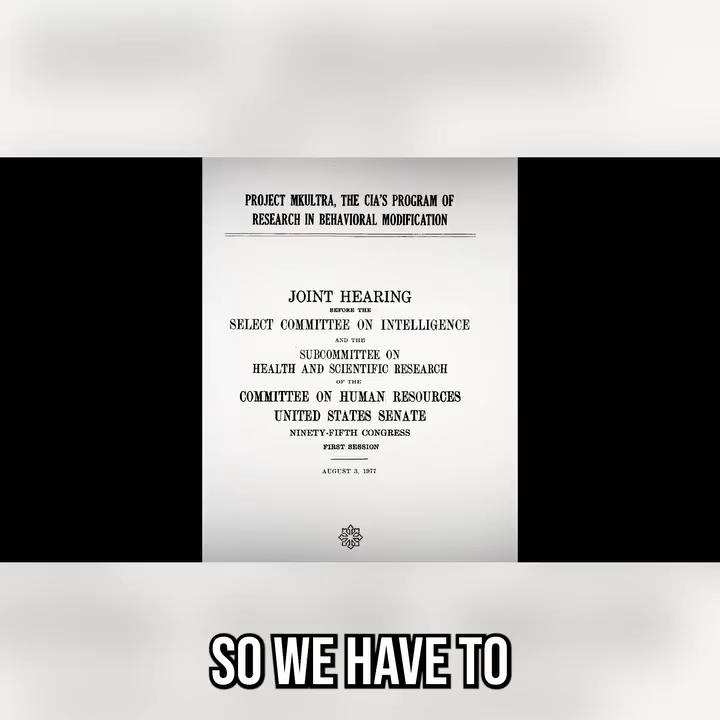 PROJECT MKULTRA, THE CIA'S PROGRAM OF
RESEARCH IN BEHAVIORAL MODIFICATION
JOINT HEARING
BEFORE THE
SELECT COMMITTEE ON INTELLIGENCE
AND THE
SUBCOMMITTEE ON
HEALTH AND SCIENTIFIC RESEARCH
OF THE
COMMITTEE ON HUMAN RESOURCES
UNITED STATES SENATE
NINETY-FIFTH CONGRESS
FIRST SESSION
AUGUST 3, 1977
SO WE HAVE TO